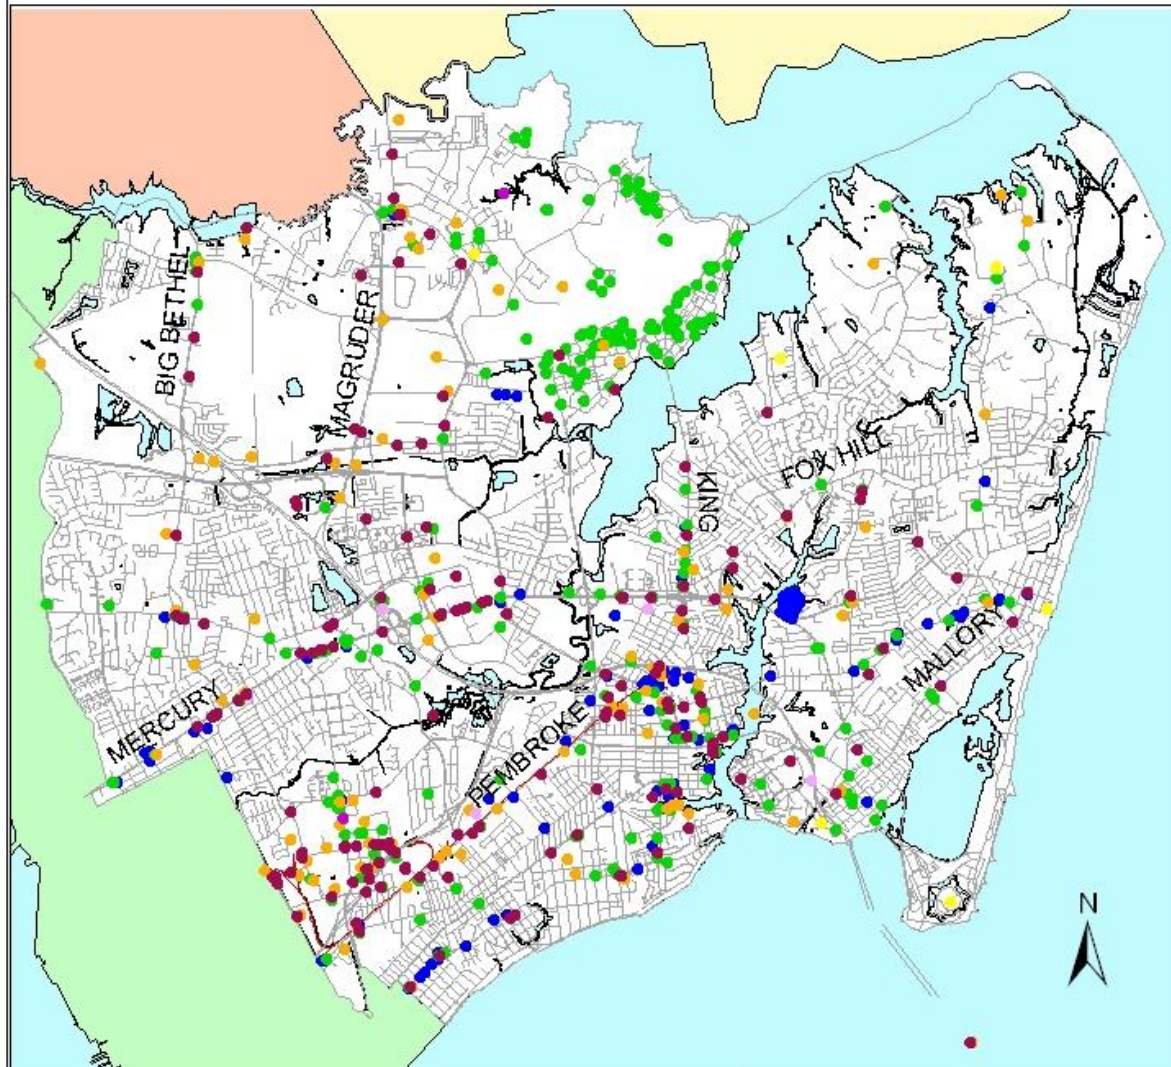 BIG BETHEL
MAGRUDER
KING
FOX HILL
MALLORY
MERCURY
PEMBROKE
N